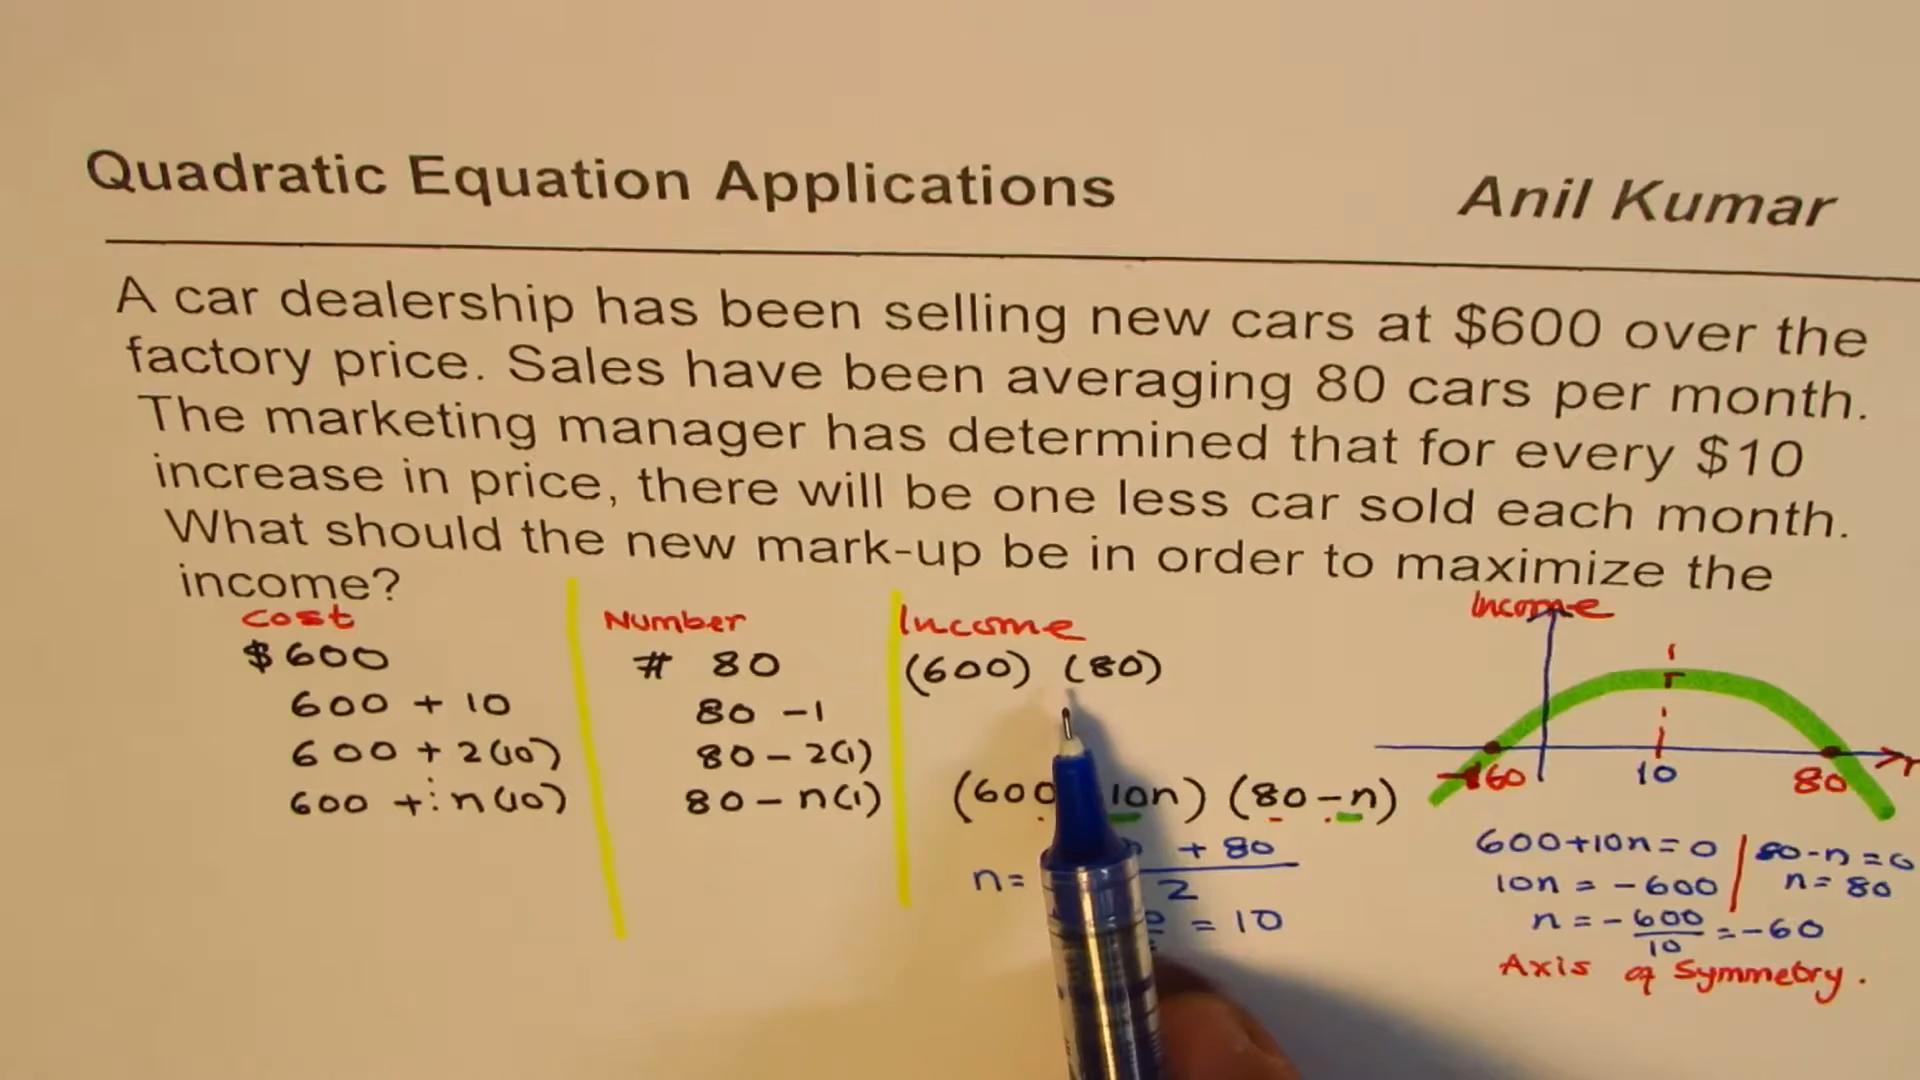 Quadratic Equation Applications
Anil Kumar
A car dealership has been selling new cars at $600 over the
factory price. Sales have been averaging 80 cars per month.
The marketing manager has determined that for every $10
increase in price, there will be one less car sold each month.
What should the new mark-up be in order to maximize the
income?
Cost
$600
600 + 10
600 + 2(10)
600 + n(10)
Number
# 80
80 - 1
80 - 2(1)
80 - n(1)
Income
(600) (80)
(600 10n) (80 - n)
n = + 80
2
= 10
Income
-60 10 80
600+10n=0 80-n=0
10n = -600 n = 80
n = -600/10 = -60
Axis of Symmetry.